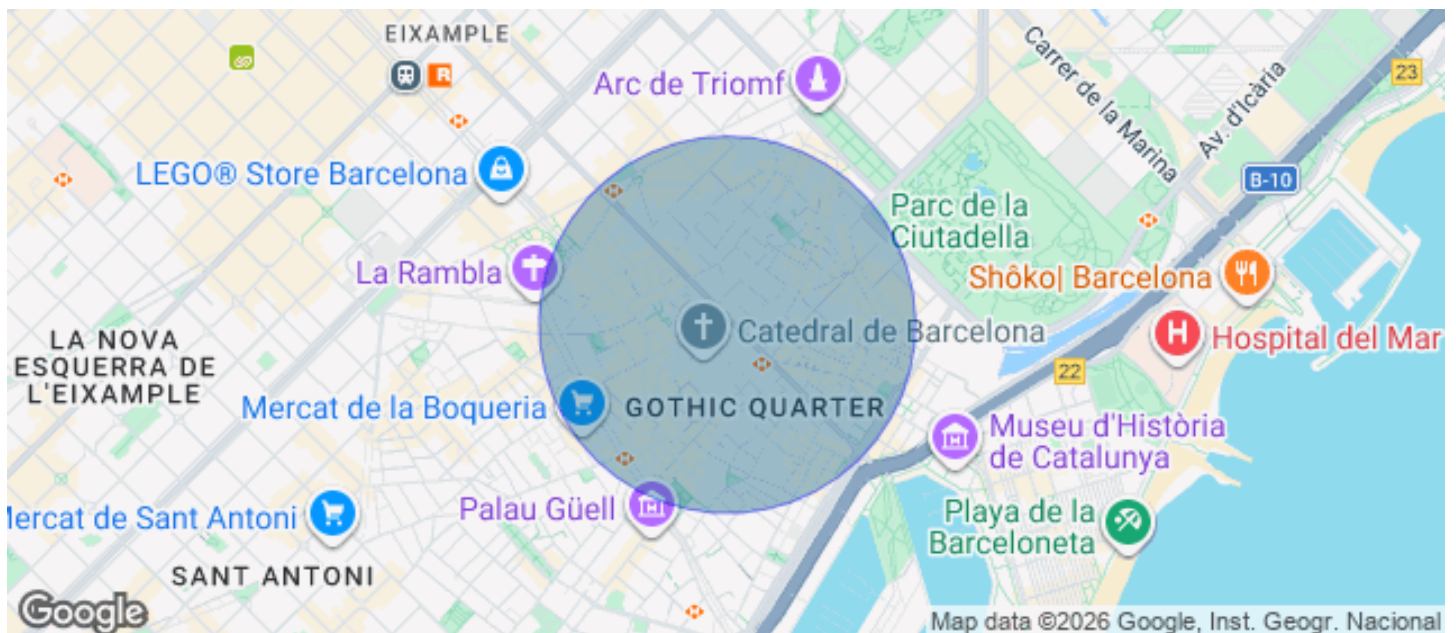 EIXAMPLE
R
Arc de Triomf
Carrer de la Marina
Av. d'Icària
23
LEGO® Store Barcelona
B-10
Parc de la
Ciutadella
La Rambla
Shôko| Barcelona
Catedral de Barcelona
H
Hospital del Mar
LA NOVA
ESQUERRA DE
L'EIXAMPLE
22
Mercat de la Boqueria
GOTHIC QUARTER
Museu d'Història
de Catalunya
Palau Güell
Mercat de Sant Antoni
Playa de la
Barceloneta
SANT ANTONI
Google
Map data ©2026 Google, Inst. Geogr. Nacional